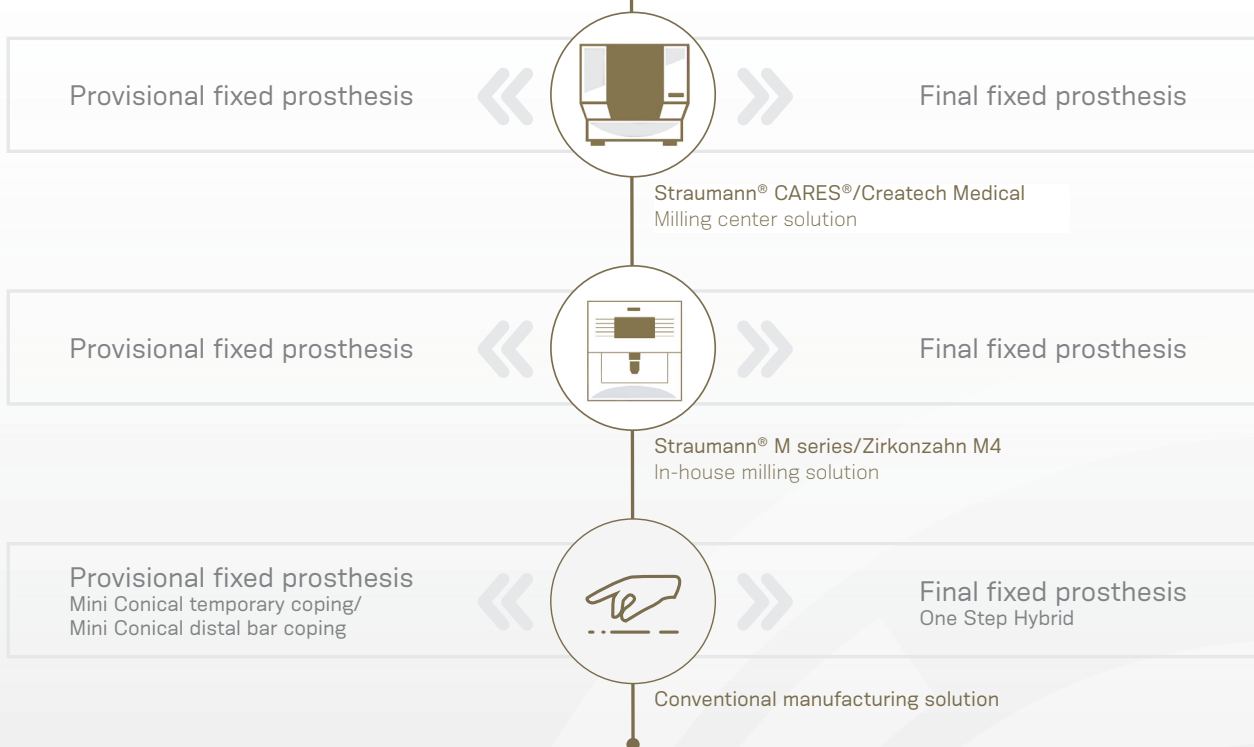 Provisional fixed prosthesis
Final fixed prosthesis
Straumann® CARES®/Createch Medical
Milling center solution
Provisional fixed prosthesis
Final fixed prosthesis
Straumann® M series/Zirkonzahn M4
In-house milling solution
Provisional fixed prosthesis
Mini Conical temporary coping/
Mini Conical distal bar coping
Final fixed prosthesis
One Step Hybrid
Conventional manufacturing solution